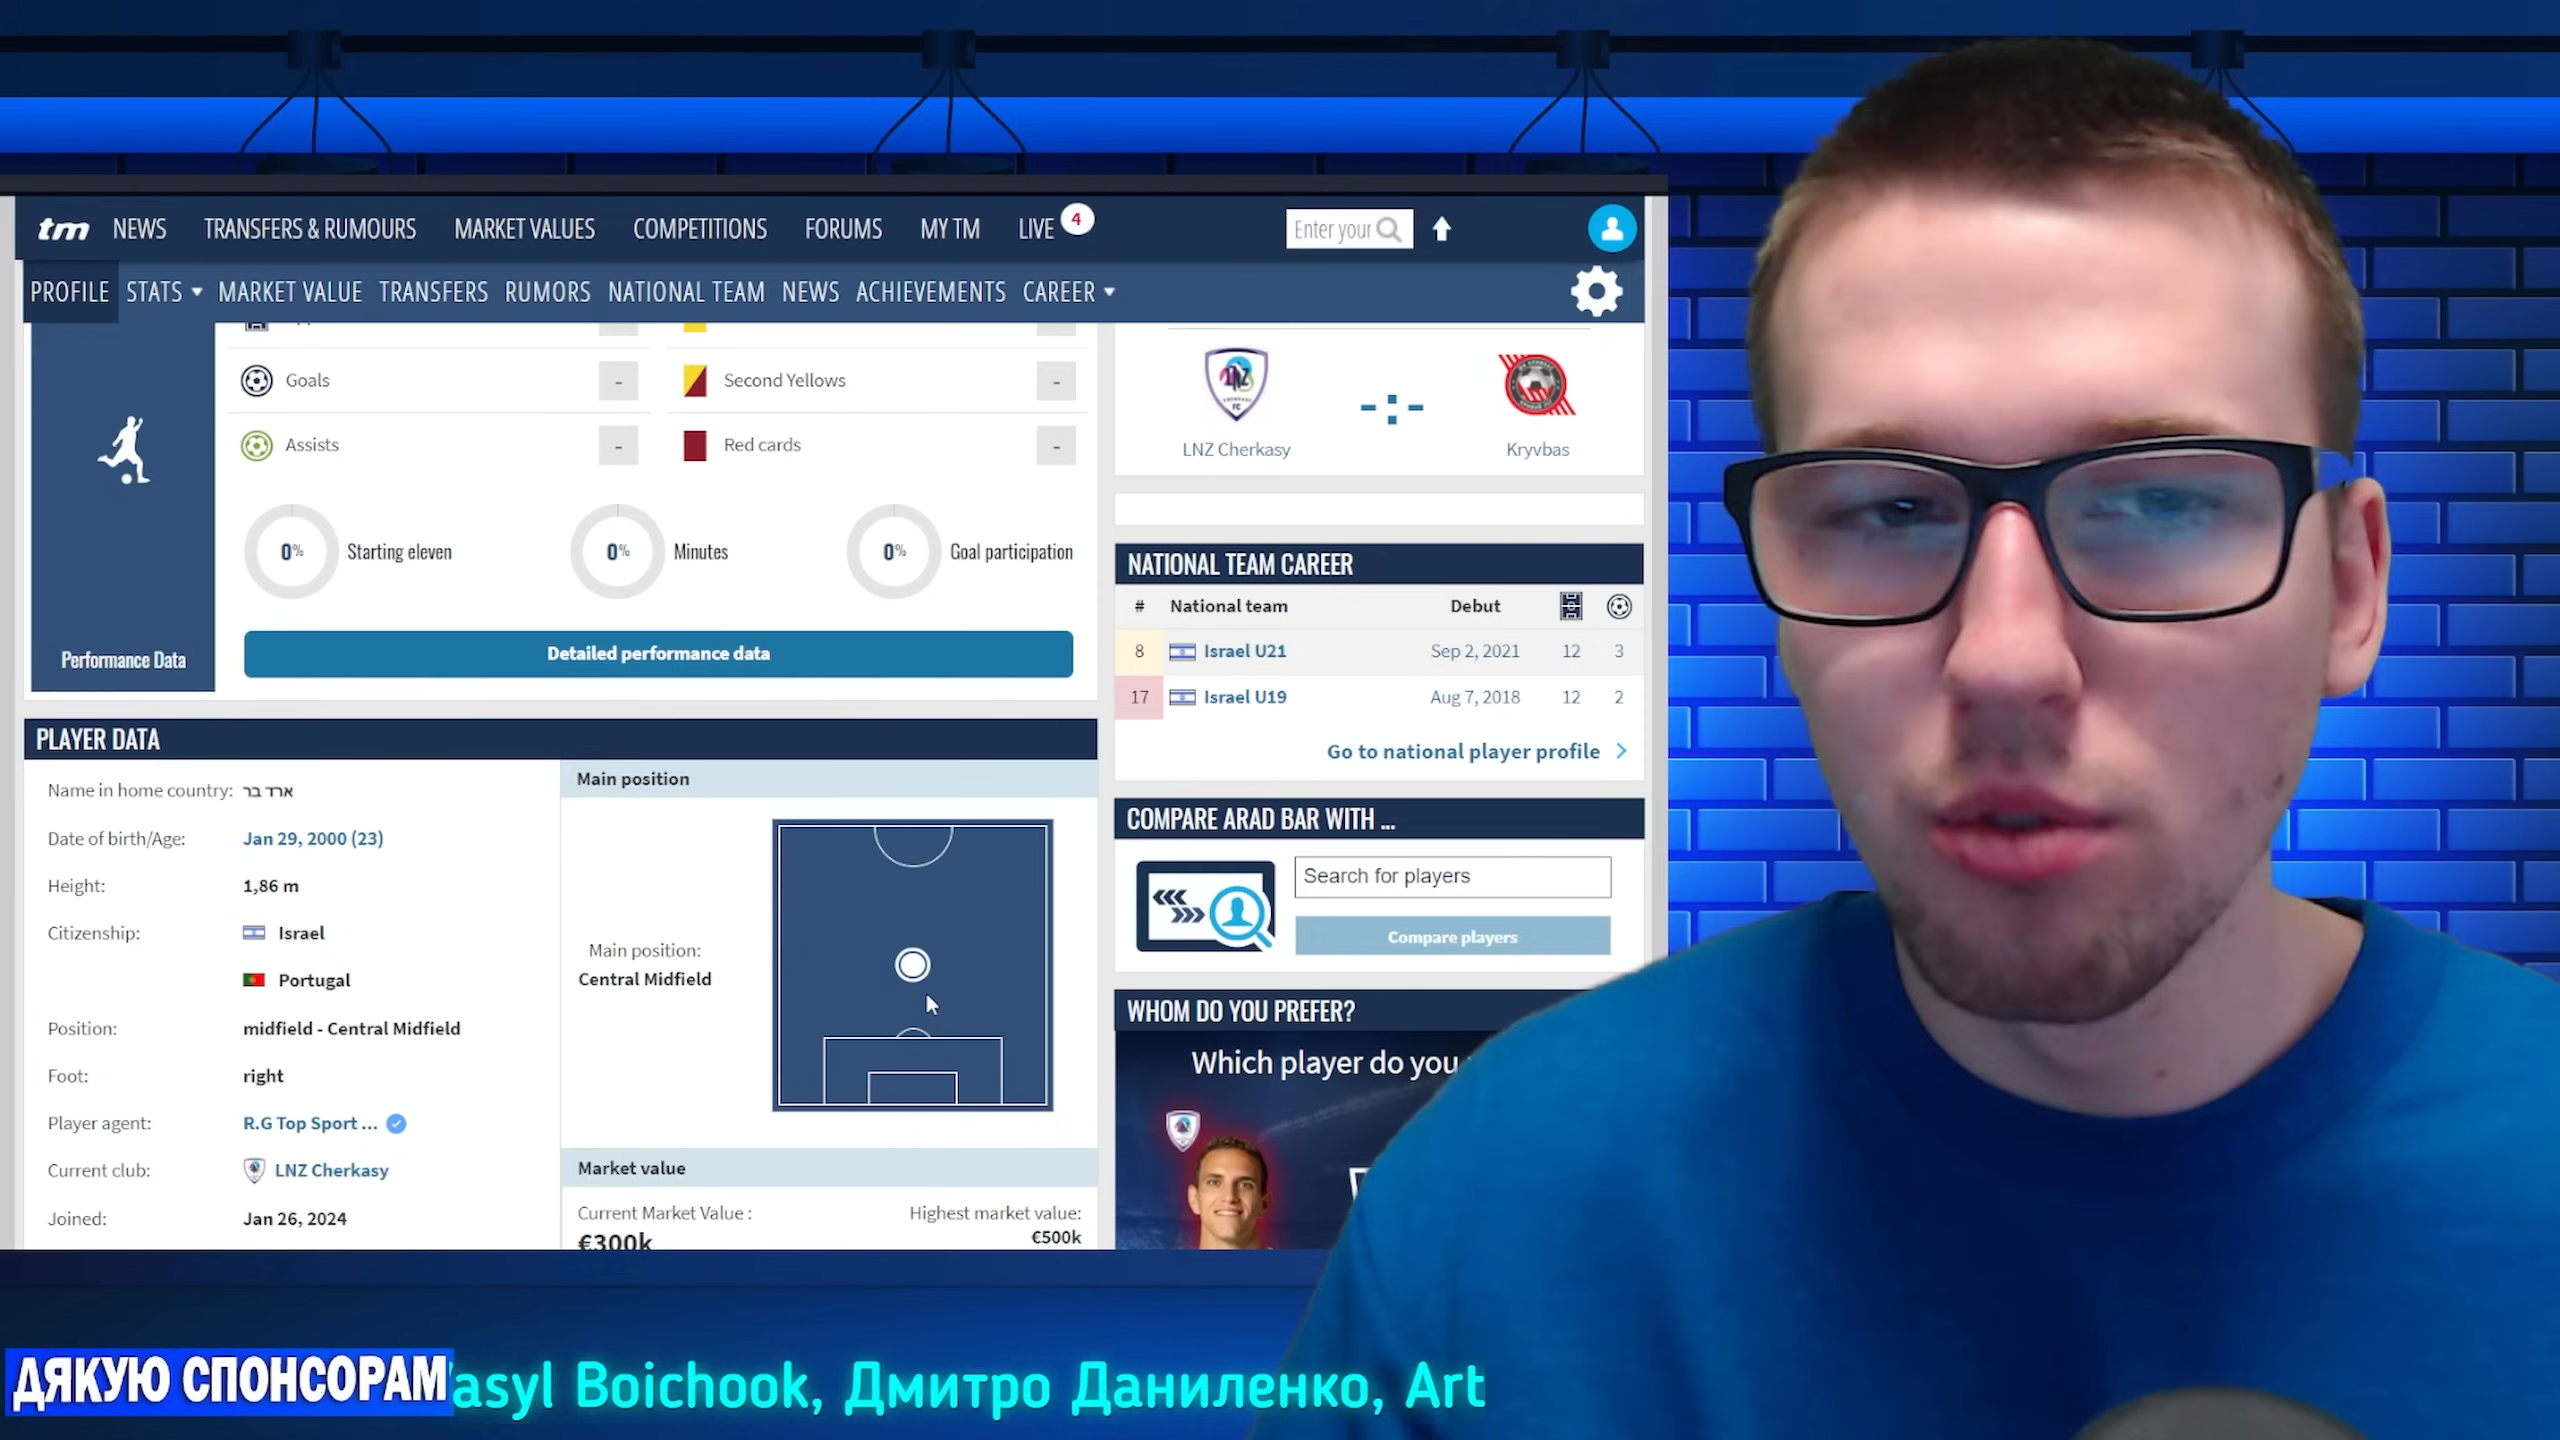 tm NEWS TRANSFERS & RUMOURS MARKET VALUES COMPETITIONS FORUMS MY TM LIVE 4 Enter your
PROFILE STATS MARKET VALUE TRANSFERS RUMORS NATIONAL TEAM NEWS ACHIEVEMENTS CAREER
Goals - Second Yellows -
Assists - Red cards -
0% Starting eleven 0% Minutes 0% Goal participation
Performance Data
Detailed performance data
LNZ Cherkasy -:- Kryvbas
NATIONAL TEAM CAREER
# National team Debut
8 Israel U21 Sep 2, 2021 12 3
17 Israel U19 Aug 7, 2018 12 2
Go to national player profile
PLAYER DATA
Name in home country: ארד בר
Date of birth/Age: Jan 29, 2000 (23)
Height: 1,86 m
Citizenship: Israel
Portugal
Position: midfield - Central Midfield
Foot: right
Player agent: R.G Top Sport ...
Current club: LNZ Cherkasy
Joined: Jan 26, 2024
Main position
Main position:
Central Midfield
Market value
Current Market Value :
€300k
Highest market value:
€500k
COMPARE ARAD BAR WITH ...
Search for players
Compare players
WHOM DO YOU PREFER?
Which player do you
ДЯКУЮ СПОНСОРАМ asyl Boichook, Дмитро Даниленко, Art